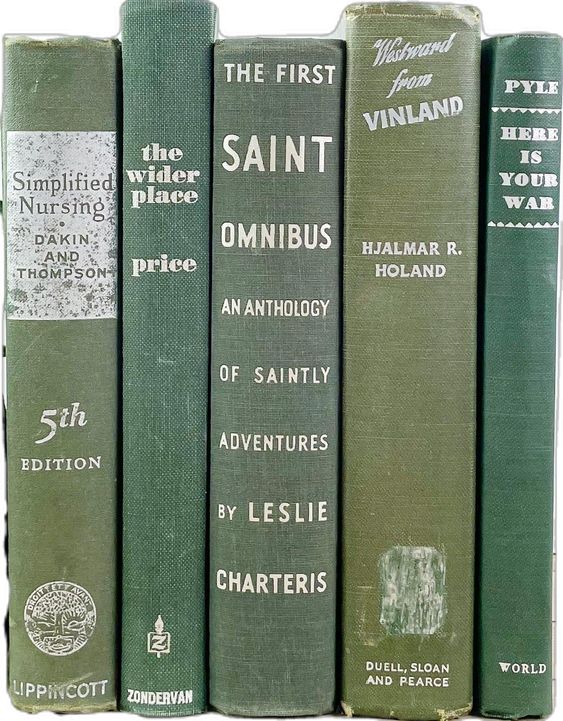 Simplified
Nursing
DAKIN
AND
THOMPSON
5th
EDITION
LIPPINCOTT
the
wider
place
price
Z
ZONDERVAN
THE FIRST
SAINT
OMNIBUS
AN ANTHOLOGY
OF SAINTLY
ADVENTURES
BY LESLIE
CHARTERIS
Westward
from
VINLAND
HJALMAR R.
HOLAND
DUELL, SLOAN
AND PEARCE
PYLE
HERE
IS
YOUR
WAR
WORLD